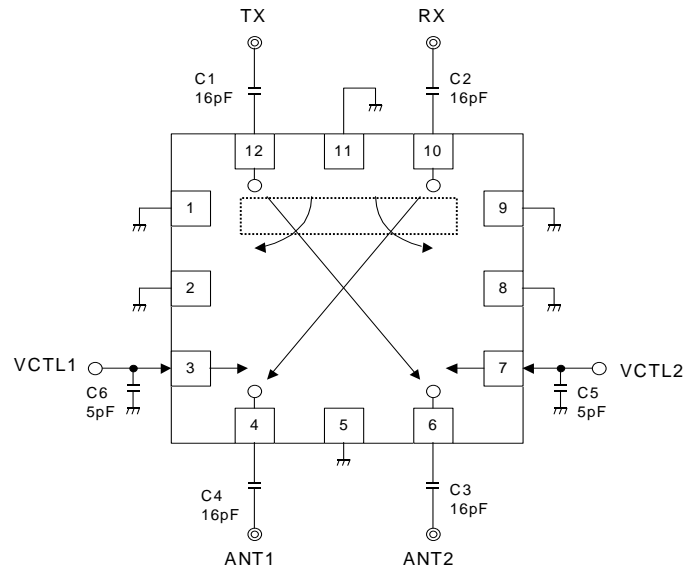 TX RX
C1
16pF
C2
16pF
12 11 10
1 9
2 8
VCTL1 3 7 VCTL2
C6
5pF
C5
5pF
4 5 6
C4
16pF
C3
16pF
ANT1 ANT2